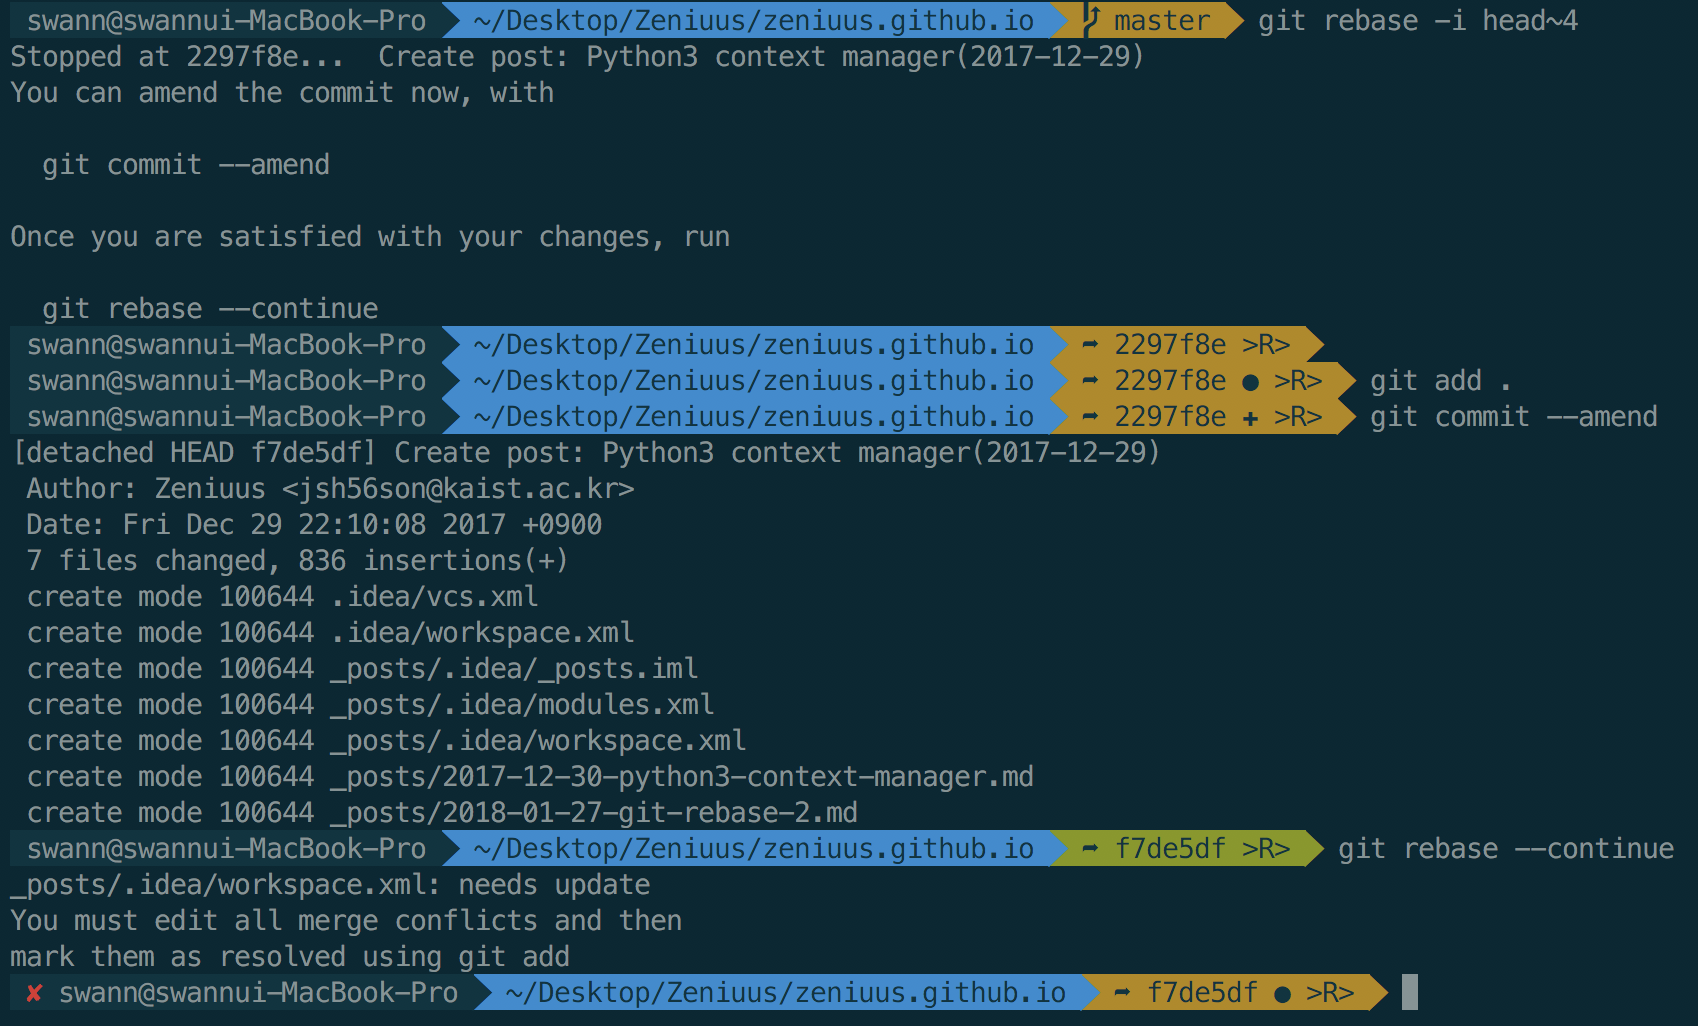 swann@swannui-MacBook-Pro ~/Desktop/Zeniuus/zeniuus.github.io master git rebase -i head~4
Stopped at 2297f8e... Create post: Python3 context manager(2017-12-29)
You can amend the commit now, with
git commit --amend
Once you are satisfied with your changes, run
git rebase --continue
swann@swannui-MacBook-Pro ~/Desktop/Zeniuus/zeniuus.github.io ➦ 2297f8e >R>
swann@swannui-MacBook-Pro ~/Desktop/Zeniuus/zeniuus.github.io ➦ 2297f8e ● >R> git add .
swann@swannui-MacBook-Pro ~/Desktop/Zeniuus/zeniuus.github.io ➦ 2297f8e ✚ >R> git commit --amend
[detached HEAD f7de5df] Create post: Python3 context manager(2017-12-29)
Author: Zeniuus <jsh56son@kaist.ac.kr>
Date: Fri Dec 29 22:10:08 2017 +0900
7 files changed, 836 insertions(+)
create mode 100644 .idea/vcs.xml
create mode 100644 .idea/workspace.xml
create mode 100644 _posts/.idea/_posts.iml
create mode 100644 _posts/.idea/modules.xml
create mode 100644 _posts/.idea/workspace.xml
create mode 100644 _posts/2017-12-30-python3-context-manager.md
create mode 100644 _posts/2018-01-27-git-rebase-2.md
swann@swannui-MacBook-Pro ~/Desktop/Zeniuus/zeniuus.github.io ➦ f7de5df >R> git rebase --continue
_posts/.idea/workspace.xml: needs update
You must edit all merge conflicts and then
mark them as resolved using git add
✘ swann@swannui-MacBook-Pro ~/Desktop/Zeniuus/zeniuus.github.io ➦ f7de5df ● >R>